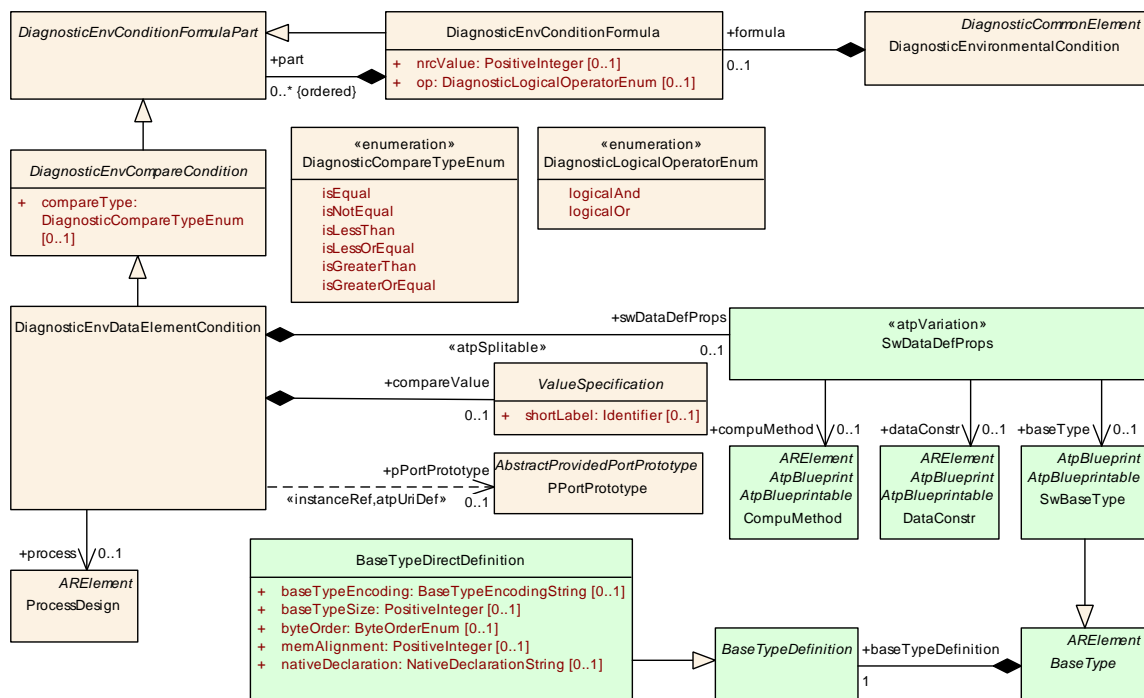 DiagnosticEnvConditionFormulaPart
DiagnosticEnvConditionFormula
+ nrcValue: PositiveInteger [0..1]
+ op: DiagnosticLogicalOperatorEnum [0..1]
+formula
0..1
DiagnosticCommonElement
DiagnosticEnvironmentalCondition
+part
0..* {ordered}
DiagnosticEnvCompareCondition
+ compareType:
DiagnosticCompareTypeEnum
[0..1]
«enumeration»
DiagnosticCompareTypeEnum
isEqual
isNotEqual
isLessThan
isLessOrEqual
isGreaterThan
isGreaterOrEqual
«enumeration»
DiagnosticLogicalOperatorEnum
logicalAnd
logicalOr
DiagnosticEnvDataElementCondition
+swDataDefProps
«atpSplitable»
0..1
«atpVariation»
SwDataDefProps
+compareValue
0..1
ValueSpecification
+ shortLabel: Identifier [0..1]
+compuMethod
0..1
+dataConstr
0..1
+baseType
0..1
+pPortPrototype
«instanceRef,atpUriDef»
0..1
AbstractProvidedPortPrototype
PPortPrototype
ARElement
AtpBlueprint
AtpBlueprintable
CompuMethod
ARElement
AtpBlueprint
AtpBlueprintable
DataConstr
AtpBlueprint
AtpBlueprintable
SwBaseType
+process
0..1
ARElement
ProcessDesign
BaseTypeDirectDefinition
+ baseTypeEncoding: BaseTypeEncodingString [0..1]
+ baseTypeSize: PositiveInteger [0..1]
+ byteOrder: ByteOrderEnum [0..1]
+ memAlignment: PositiveInteger [0..1]
+ nativeDeclaration: NativeDeclarationString [0..1]
BaseTypeDefinition
+baseTypeDefinition
1
ARElement
BaseType